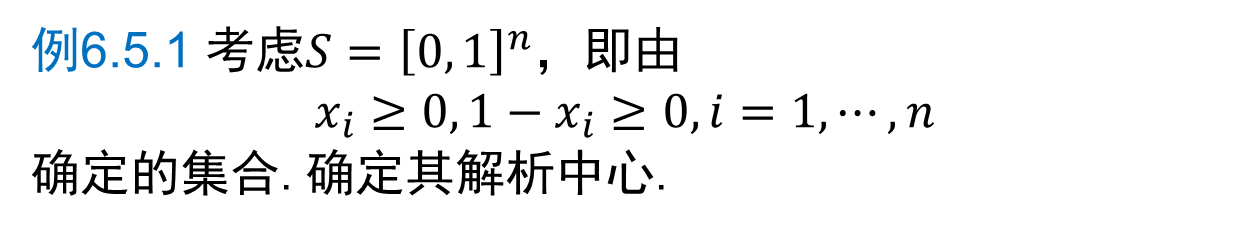 例6.5.1 考虑S = [0, 1]ⁿ，即由
xᵢ ≥ 0, 1 − xᵢ ≥ 0, i = 1, ⋯ , n
确定的集合. 确定其解析中心.